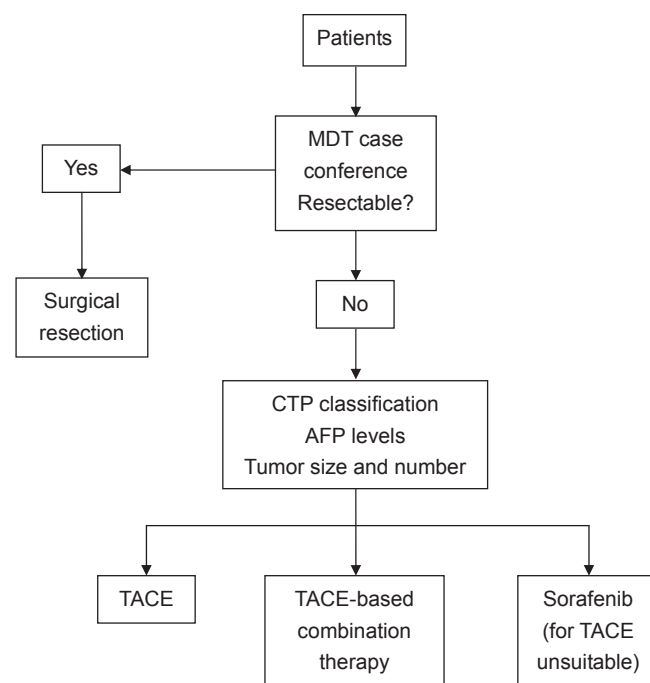 Patients
MDT case
conference
Resectable?
Yes
Surgical
resection
No
CTP classification
AFP levels
Tumor size and number
TACE
TACE-based
combination
therapy
Sorafenib
(for TACE
unsuitable)